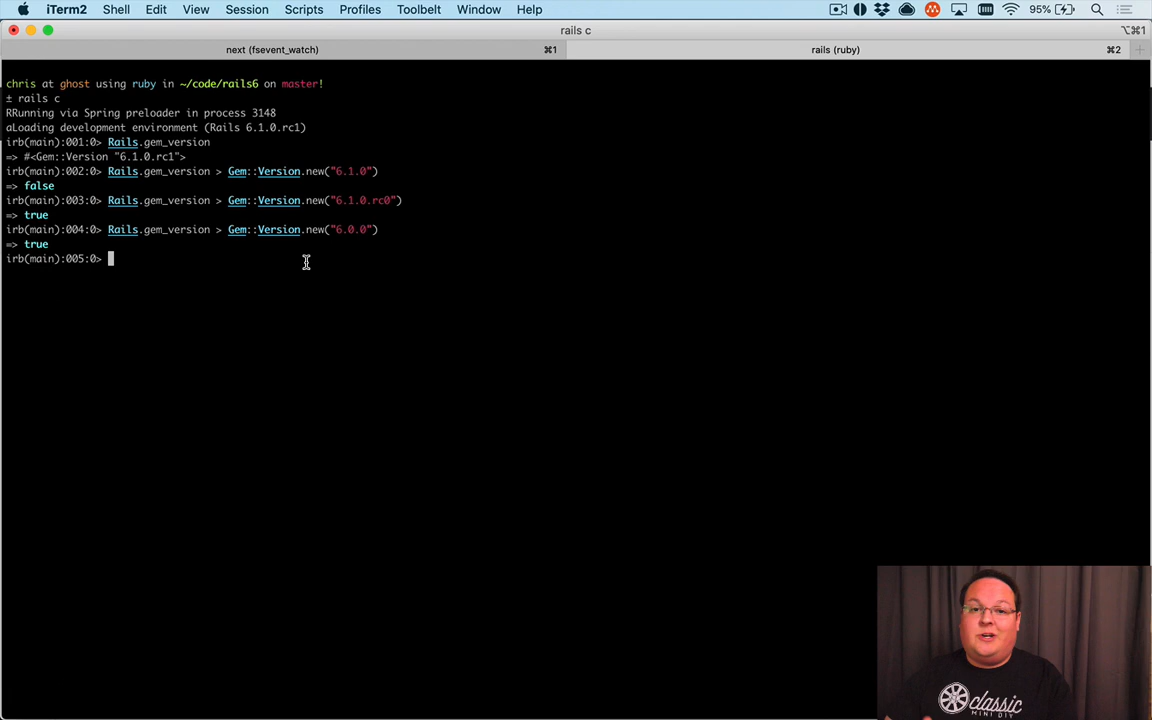 iTerm2 Shell Edit View Session Scripts Profiles Toolbelt Window Help 95%
rails c ⌥⌘1
next (fsevent_watch) ⌘1 rails (ruby) ⌘2
chris at ghost using ruby in ~/code/rails6 on master!
± rails c
RRunning via Spring preloader in process 3148
aLoading development environment (Rails 6.1.0.rc1)
irb(main):001:0> Rails.gem_version
=> #<Gem::Version "6.1.0.rc1">
irb(main):002:0> Rails.gem_version > Gem::Version.new("6.1.0")
=> false
irb(main):003:0> Rails.gem_version > Gem::Version.new("6.1.0.rc0")
=> true
irb(main):004:0> Rails.gem_version > Gem::Version.new("6.0.0")
=> true
irb(main):005:0>
classic
MINI DIY